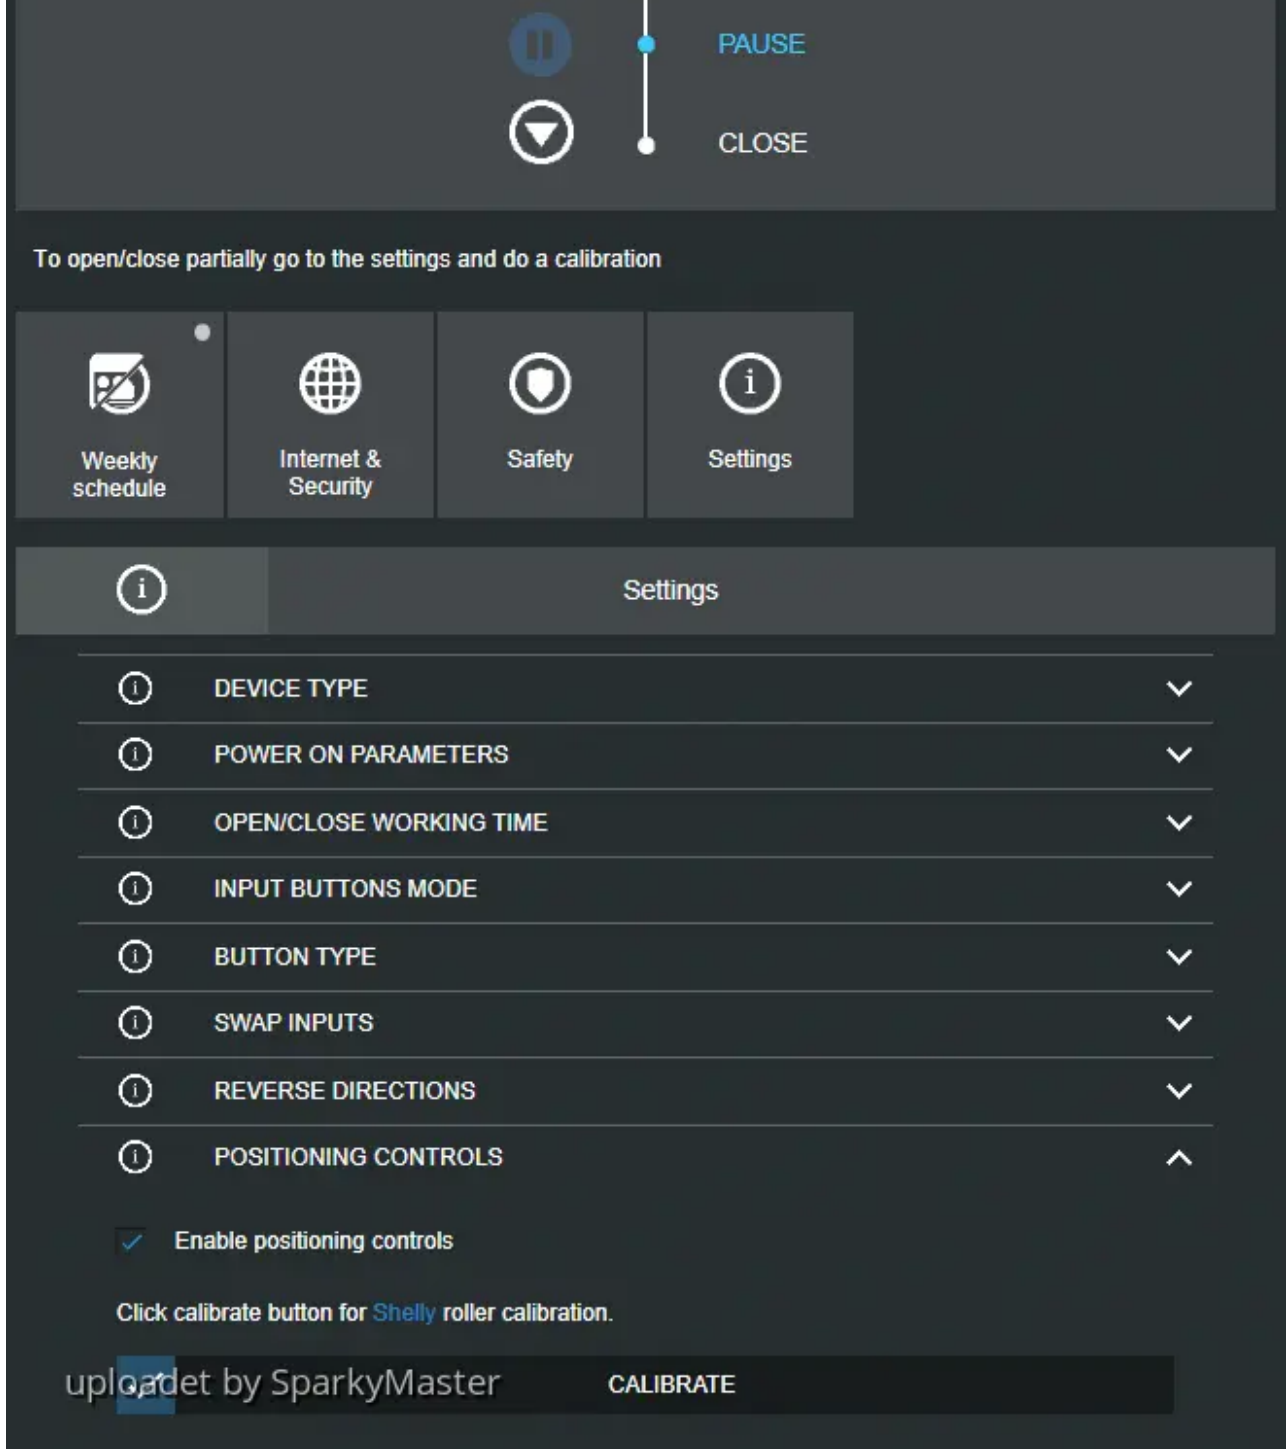 PAUSE
CLOSE
To open/close partially go to the settings and do a calibration
Weekly
schedule
Internet &
Security
Safety
Settings
Settings
DEVICE TYPE
POWER ON PARAMETERS
OPEN/CLOSE WORKING TIME
INPUT BUTTONS MODE
BUTTON TYPE
SWAP INPUTS
REVERSE DIRECTIONS
POSITIONING CONTROLS
Enable positioning controls
Click calibrate button for Shelly roller calibration.
uploadet by SparkyMaster
CALIBRATE